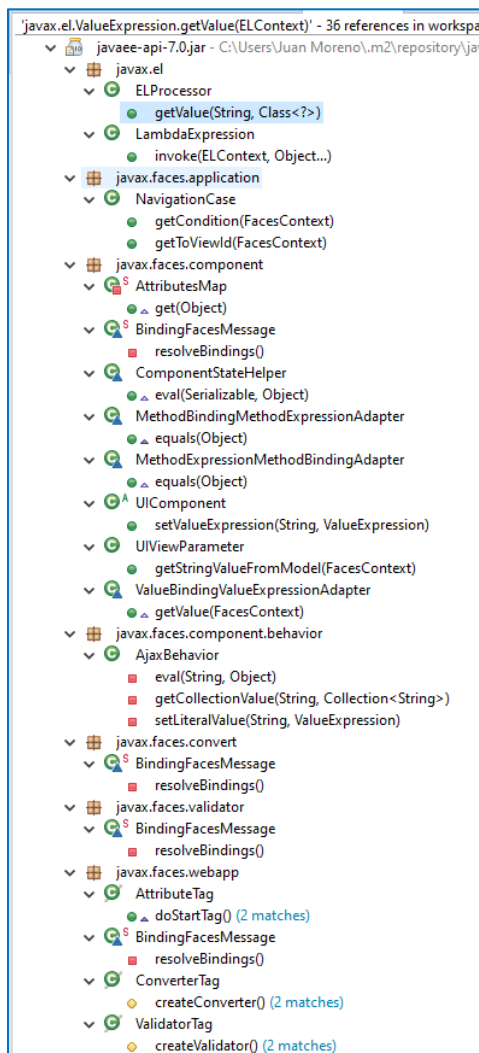 'javax.el.ValueExpression.getValue(ELContext)' - 36 references in workspa
javaee-api-7.0.jar - C:\Users\Juan Moreno\.m2\repository\jav
javax.el
ELProcessor
getValue(String, Class<?>)
LambdaExpression
invoke(ELContext, Object...)
javax.faces.application
NavigationCase
getCondition(FacesContext)
getToViewId(FacesContext)
javax.faces.component
AttributesMap
get(Object)
BindingFacesMessage
resolveBindings()
ComponentStateHelper
eval(Serializable, Object)
MethodBindingMethodExpressionAdapter
equals(Object)
MethodExpressionMethodBindingAdapter
equals(Object)
UIComponent
setValueExpression(String, ValueExpression)
UIViewParameter
getStringValueFromModel(FacesContext)
ValueBindingValueExpressionAdapter
getValue(FacesContext)
javax.faces.component.behavior
AjaxBehavior
eval(String, Object)
getCollectionValue(String, Collection<String>)
setLiteralValue(String, ValueExpression)
javax.faces.convert
BindingFacesMessage
resolveBindings()
javax.faces.validator
BindingFacesMessage
resolveBindings()
javax.faces.webapp
AttributeTag
doStartTag() (2 matches)
BindingFacesMessage
resolveBindings()
ConverterTag
createConverter() (2 matches)
ValidatorTag
createValidator() (2 matches)